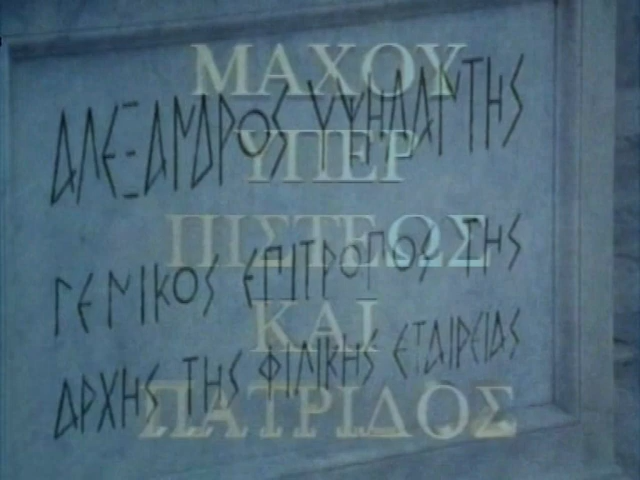 ΜΑΧΟΥ
ΑΛΕΞΑΝΔΡΟΣ ΥΨΗΛΑΝΤΗΣ
ΥΠΕΡ
ΠΙΣΤΕΩΣ
ΓΕΝΙΚΟΣ ΕΠΙΤΡΟΠΟΣ ΤΗΣ
ΚΑΙ
ΑΡΧΗΣ ΤΗΣ ΦΙΛΙΚΗΣ ΕΤΑΙΡΕΙΑΣ
ΠΑΤΡΙΔΟΣ